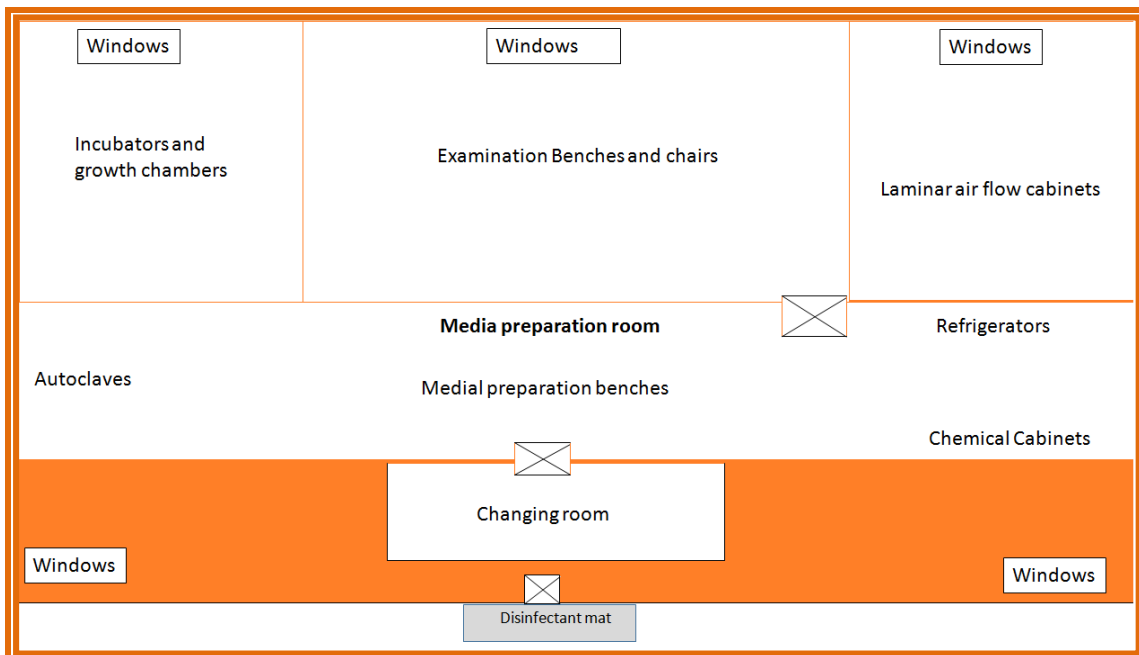 Windows
Windows
Windows
Incubators and
growth chambers
Examination Benches and chairs
Laminar air flow cabinets
Media preparation room
Refrigerators
Autoclaves
Medial preparation benches
Chemical Cabinets
Changing room
Windows
Windows
Disinfectant mat